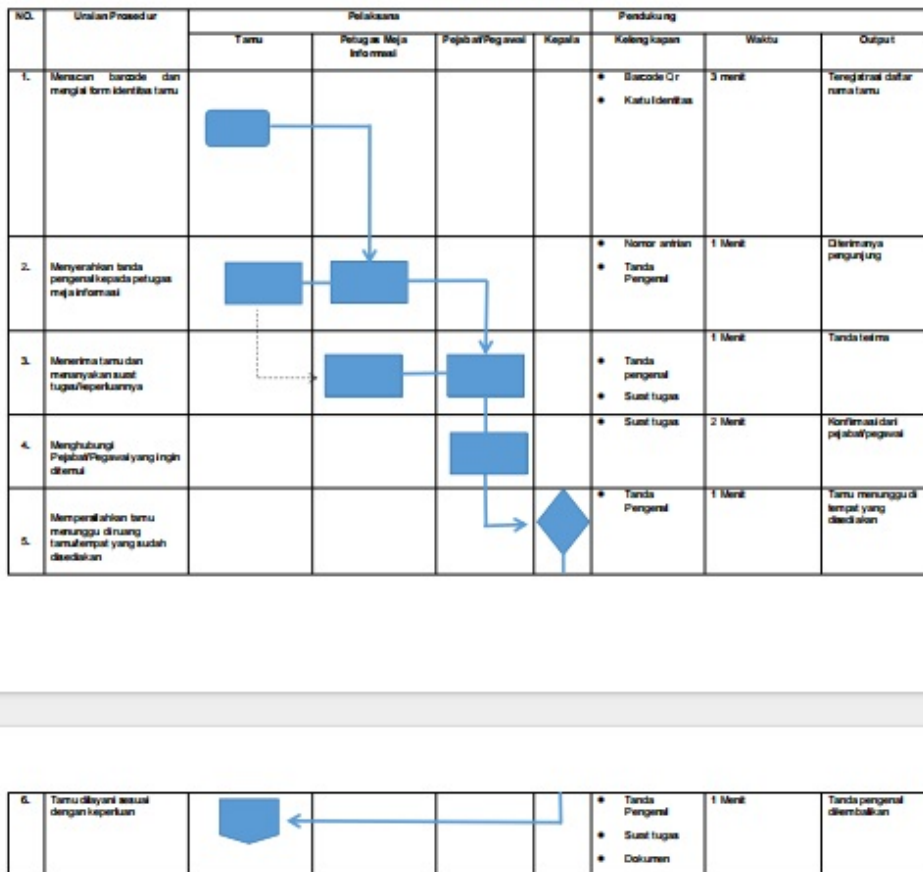 NO. Uraian Prosedur Pelaksana Pendukung
Tamu Petugas Meja Informasi Pejabat/Pegawai Kepala Kelengkapan Waktu Output
1. Menscan barcode dan
mengisi form identitas tamu
• Barcode Qr
• Kartu Identitas
3 menit
Teregistrasi daftar
nama tamu
2. Menyerahkan tanda
pengenal kepada petugas
meja informasi
• Nomor antrian
• Tanda
Pengenal
1 Menit
Diterimanya
pengunjung
3. Menerima tamu dan
menanyakan surat
tugas/keperluannya
• Tanda
pengenal
• Surat tugas
1 Menit
Tanda terima
4. Menghubungi
Pejabat/Pegawai yang ingin
ditemui
• Surat tugas
2 Menit
Konfirmasi dari
pejabat/pegawai
5. Mempersilahkan tamu
menunggu di ruang
tamu/tempat yang sudah
disediakan
• Tanda
Pengenal
1 Menit
Tamu menunggu di
tempat yang
disediakan
6. Tamu dilayani sesuai
dengan keperluan
• Tanda
Pengenal
• Surat tugas
• Dokumen
1 Menit
Tanda pengenal
dikembalikan